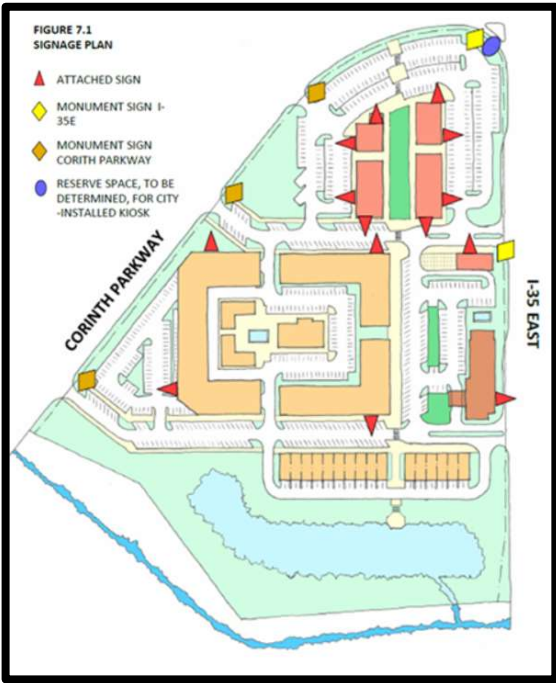 FIGURE 7.1
SIGNAGE PLAN
ATTACHED SIGN
MONUMENT SIGN I-
35E
MONUMENT SIGN
CORITH PARKWAY
RESERVE SPACE, TO BE
DETERMINED, FOR CITY
-INSTALLED KIOSK
CORINTH PARKWAY
I-35 EAST